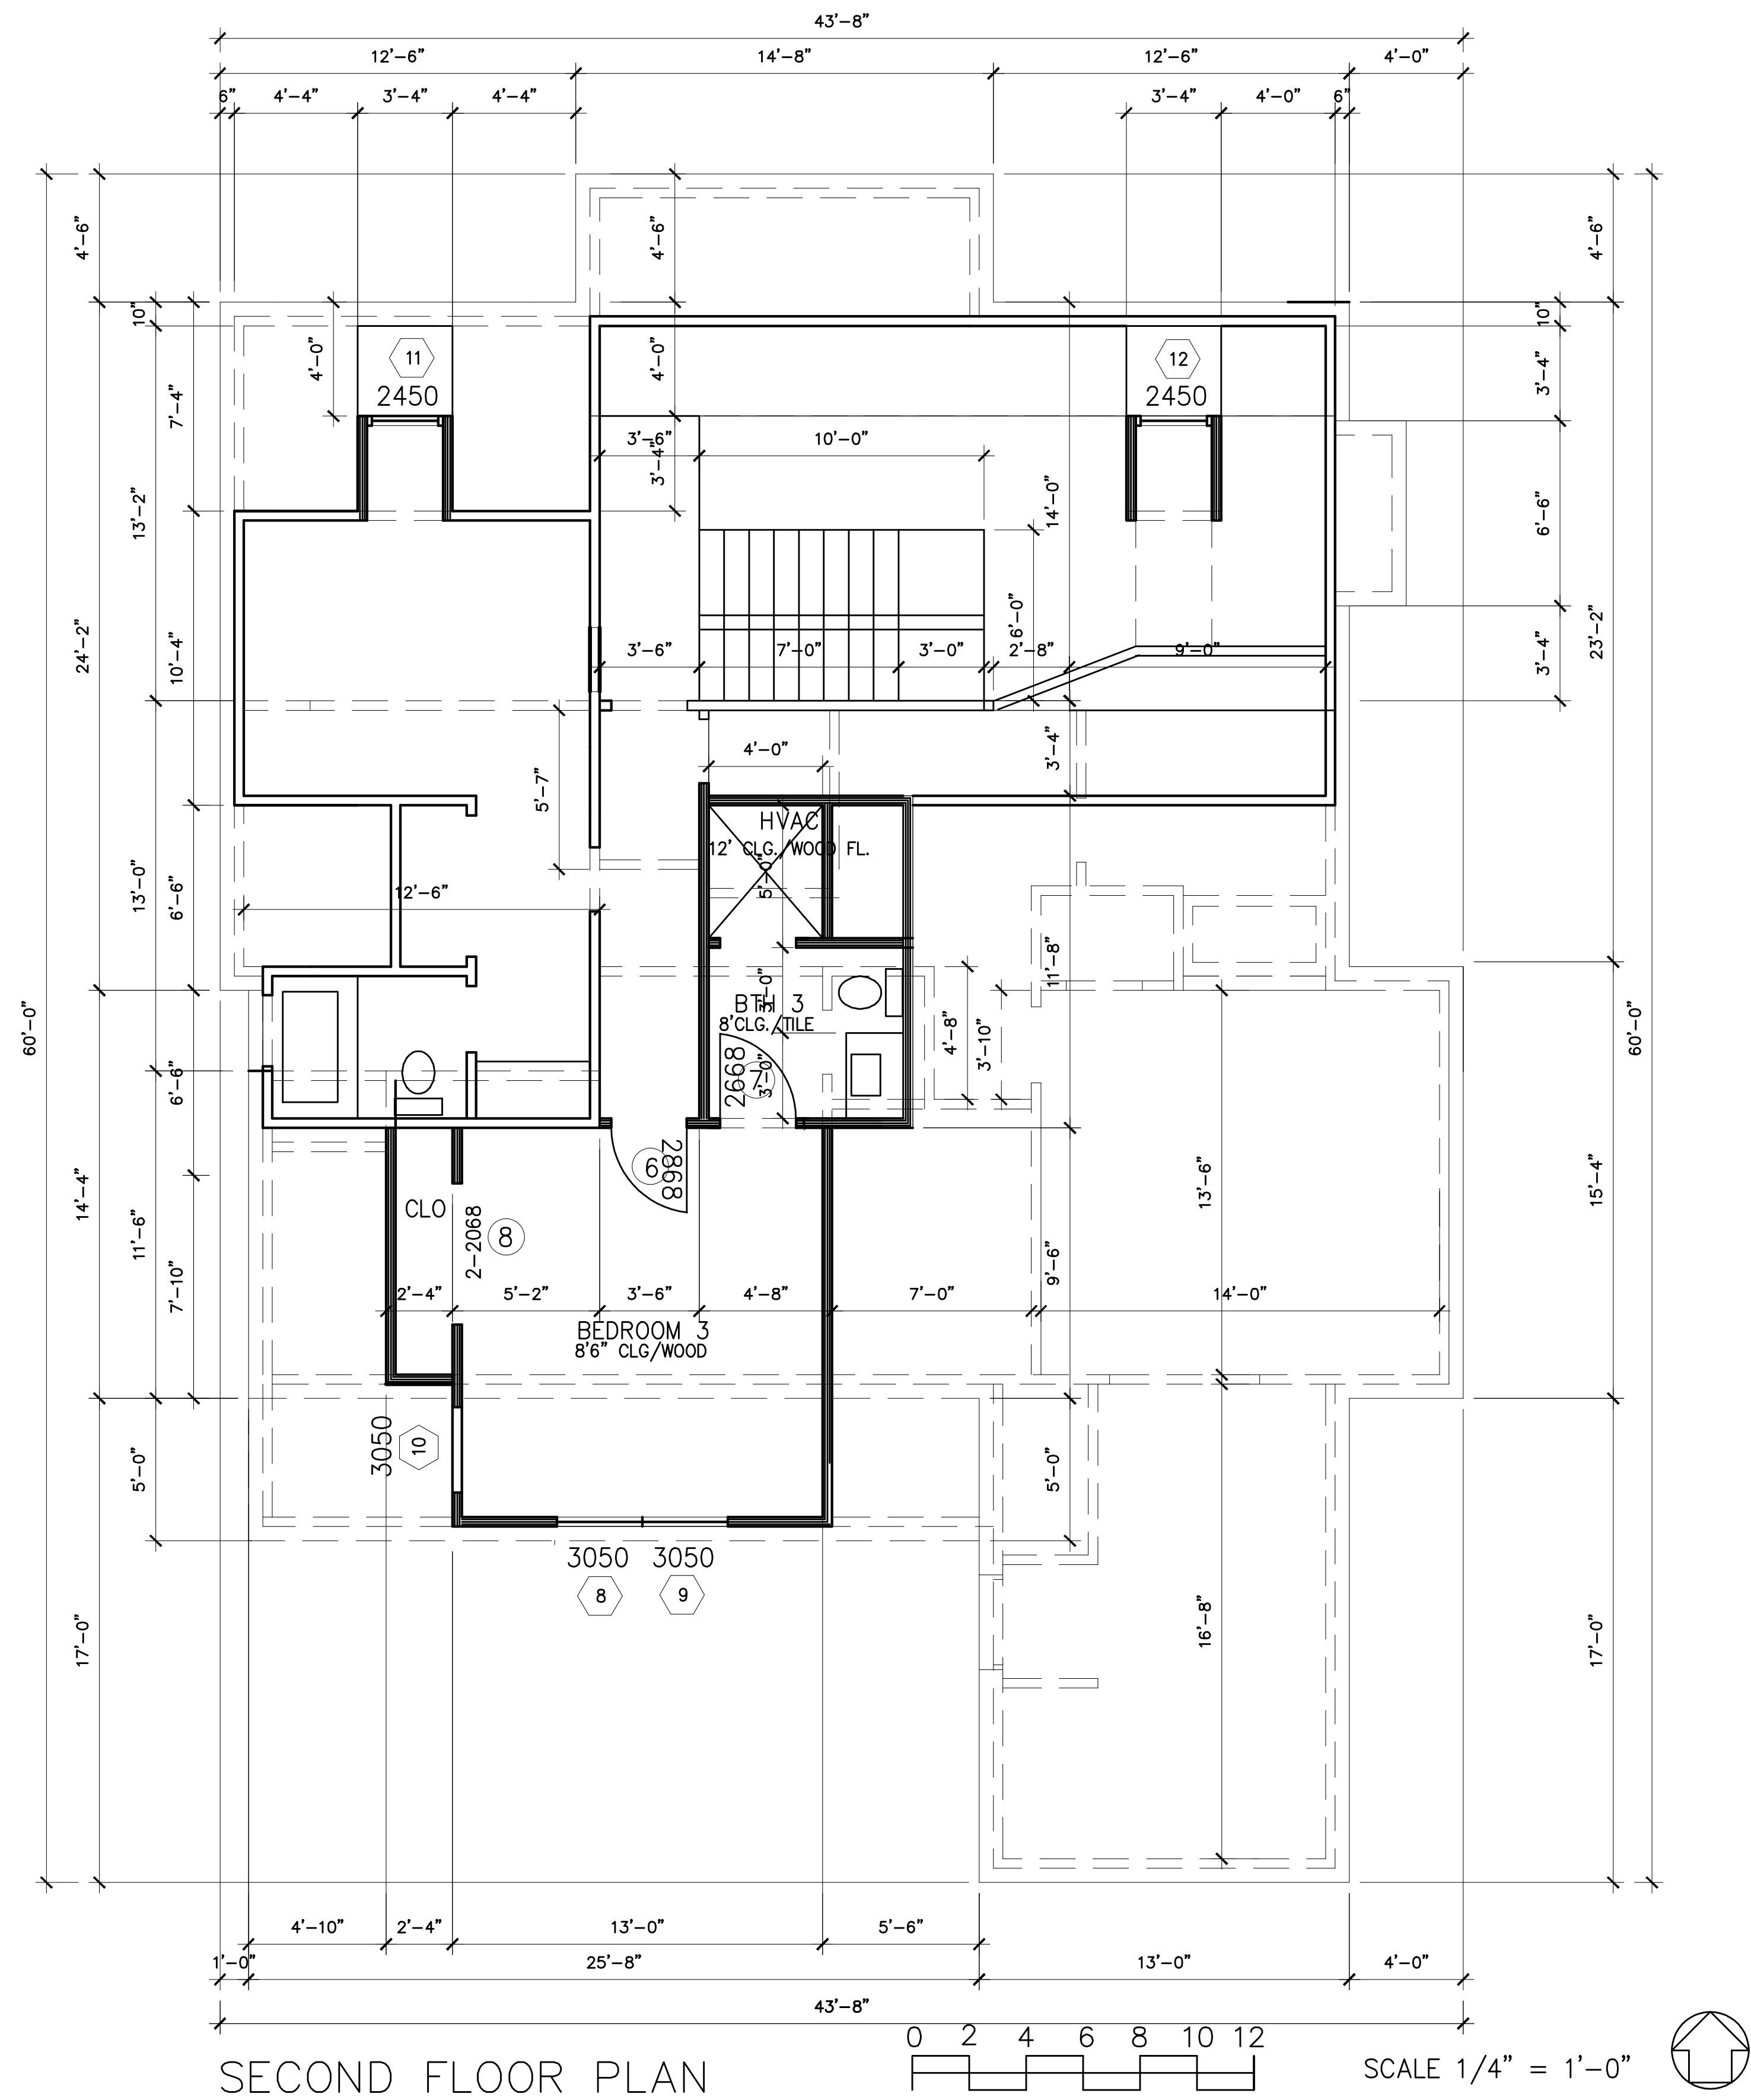 43'-8"
12'-6" 14'-8" 12'-6" 4'-0"
6" 4'-4" 3'-4" 4'-4" 3'-4" 4'-0" 6"
4'-6" 4'-6" 4'-6"
10" 10"
4'-0" 4'-0" 3'-4"
11 12
2450 2450
7'-4"
3'-6" 10'-0"
3'-4"
13'-2" 14'-0" 6'-6"
24'-2" 10'-4" 6'-0" 23'-2"
3'-6" 7'-0" 3'-0" 2'-8" 9'-0" 3'-4"
4'-0" 3'-4"
5'-7"
HVAC
12' CLG./WOOD FL.
5'-0"
13'-0" 6'-6" 12'-6"
11'-8"
3'-0"
BTH 3
8'CLG./TILE
60'-0" 4'-8" 3'-10" 60'-0"
6'-6" 2668 7 3'-0"
6 2868
14'-4" 13'-6" 15'-4"
CLO
2-2068 8
11'-6" 9'-6"
7'-10"
2'-4" 5'-2" 3'-6" 4'-8" 7'-0" 14'-0"
BEDROOM 3
8'6" CLG/WOOD
3050 10
5'-0" 5'-0"
3050 3050
8 9
17'-0" 16'-8" 17'-0"
4'-10" 2'-4" 13'-0" 5'-6"
1'-0" 25'-8" 13'-0" 4'-0"
43'-8"
0 2 4 6 8 10 12
SECOND FLOOR PLAN
SCALE 1/4" = 1'-0"